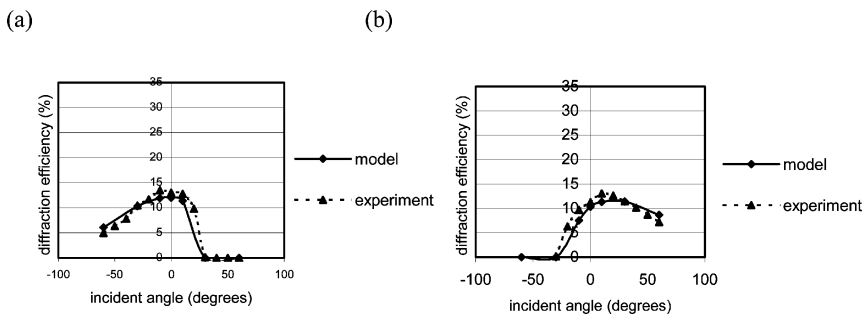 (a)
diffraction efficiency (%)
35
30
25
20
15
10
5
0
-100
-50
0
50
100
incident angle (degrees)
model
experiment
(b)
diffraction efficiency (%)
35
30
25
20
15
10
5
0
-100
-50
0
50
100
incident angle (degrees)
model
experiment